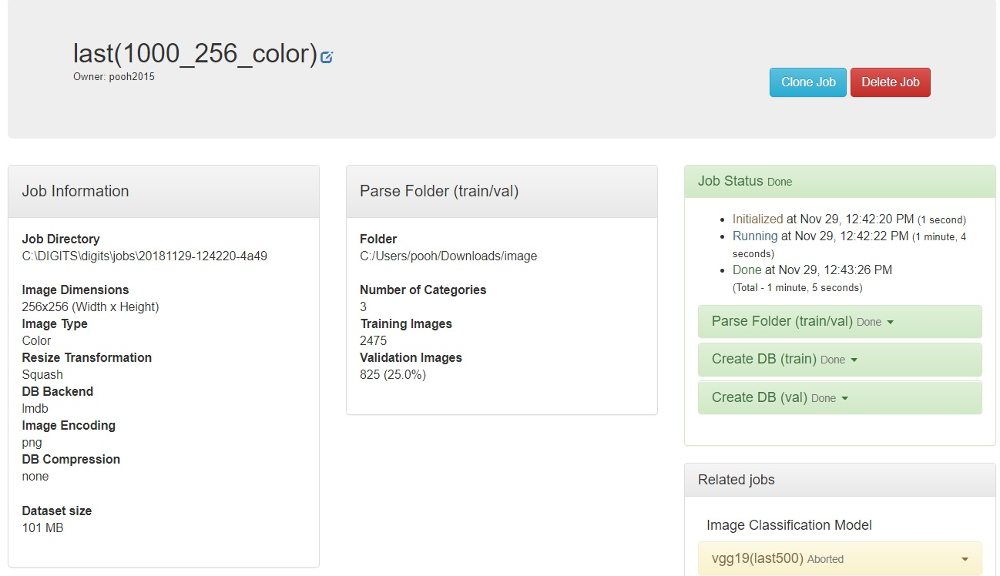 last(1000_256_color)
Owner: pooh2015
Clone Job
Delete Job
Job Information
Job Directory
C:\DIGITS\digits\jobs\20181129-124220-4a49
Image Dimensions
256x256 (Width x Height)
Image Type
Color
Resize Transformation
Squash
DB Backend
lmdb
Image Encoding
png
DB Compression
none
Dataset size
101 MB
Parse Folder (train/val)
Folder
C:/Users/pooh/Downloads/image
Number of Categories
3
Training Images
2475
Validation Images
825 (25.0%)
Job Status Done
Initialized at Nov 29, 12:42:20 PM (1 second)
Running at Nov 29, 12:42:22 PM (1 minute, 4
seconds)
Done at Nov 29, 12:43:26 PM
(Total - 1 minute, 5 seconds)
Parse Folder (train/val) Done
Create DB (train) Done
Create DB (val) Done
Related jobs
Image Classification Model
vgg19(last500) Aborted